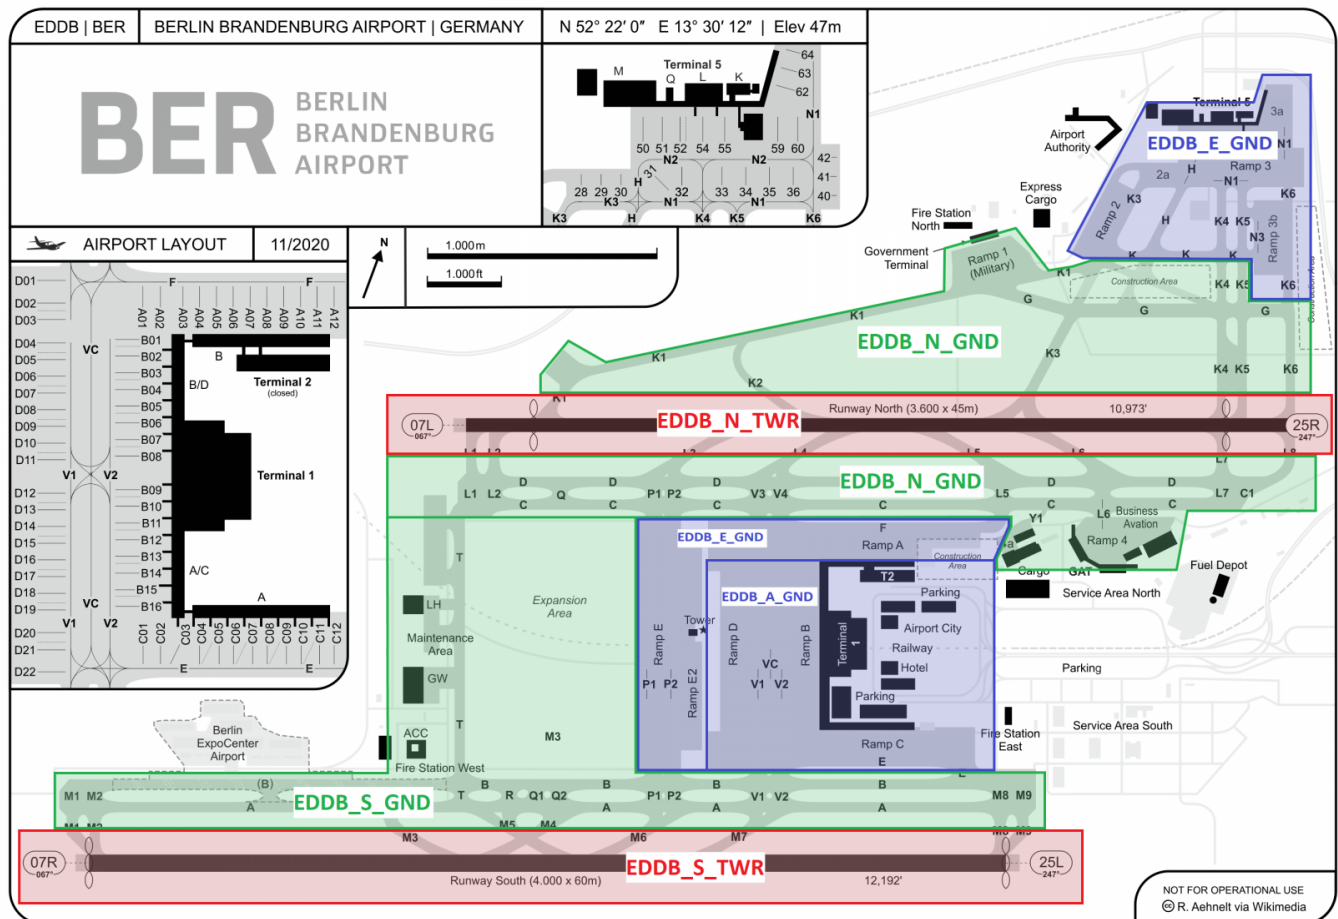 EDDB | BER
BERLIN BRANDENBURG AIRPORT | GERMANY
N 52° 22′ 0″ E 13° 30′ 12″ | Elev 47m
BER
BERLIN
BRANDENBURG
AIRPORT
AIRPORT LAYOUT
11/2020
N
1.000m
1.000ft
Terminal 5
M Q L K
64
63
62
N1
50 51 52 54 55 59 60
N2 N2
42
41
40
H 31
28 29 30 32 33 34 35 36
K3 N1 N1
K3 H K4 K5 K6
D01
D02
D03
D04
D05
D06
D07
D08
D09
D10
D11
D12
D13
D14
D15
D16
D17
D18
D19
D20
D21
D22
F F
A01 A02 A03 A04 A05 A06 A07 A08 A09 A10 A11 A12
VC
V1 V2
VC
V1 V2
B01
B02
B03
B04
B05
B06
B07
B08
B09
B10
B11
B12
B13
B14
B15
B16
B
B/D
Terminal 2
(closed)
Terminal 1
A/C
A
C01 C02 C03 C04 C05 C06 C07 C08 C09 C10 C11 C12
E E
Terminal 5
Airport
Authority
EDDB_E_GND
3a
N1
Ramp 3
2a H
N1
K3
K6
Ramp 2
H K4 K5
N3
Ramp 3b
K K K
Express
Cargo
Fire Station
North
Government
Terminal
Ramp 1
(Military)
K1
Construction Area
K4 K5 K6
Construction Area
G G G
K1
EDDB_N_GND
K1
K3
K2
K4 K5 K6
K1
07L
067°
EDDB_N_TWR
Runway North (3.600 x 45m)
10,973'
25R
247°
L1 L2 L4 L5 L6 L7 L8
EDDB_N_GND
D D D D D
L1 L2 Q P1 P2 V3 V4 L5 L7 C1
C C C C C C
L6
Business
Avation
Y1
Ramp 4
Cargo
GAT
Service Area North
Fuel Depot
EDDB_E_GND
F
Ramp A
Construction
Area
T
LH
Expansion
Area
Maintenance
Area
GW
T
M3
ACC
Fire Station West
EDDB_A_GND
T2
Parking
Airport City
Railway
Hotel
Parking
Tower
Ramp E
Ramp E2
Ramp D
Ramp B
Terminal
1
P1 P2
VC
V1 V2
Ramp C
E
Parking
Fire Station
East
Service Area South
Berlin
ExpoCenter
Airport
(B)
M1 M2
A
EDDB_S_GND
B B B B
T R Q1 Q2 P1 P2 V1 V2 M8 M9
A A A
M1 M2 M5 M4 M8 M9
M3 M6 M7
07R
067°
EDDB_S_TWR
Runway South (4.000 x 60m)
12,192'
25L
247°
NOT FOR OPERATIONAL USE
cc R. Aehnelt via Wikimedia